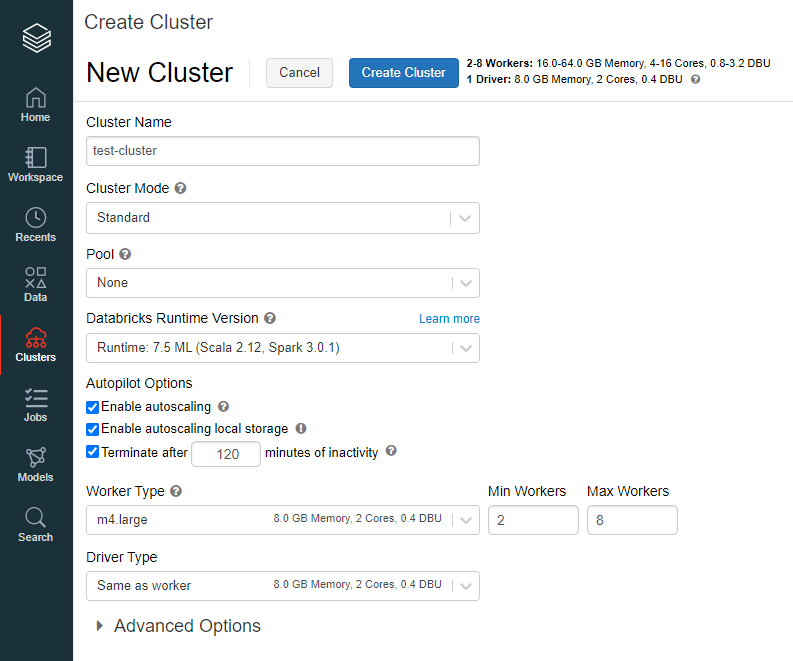 Create Cluster
New Cluster
Cancel
Create Cluster
2-8 Workers: 16.0-64.0 GB Memory, 4-16 Cores, 0.8-3.2 DBU
1 Driver: 8.0 GB Memory, 2 Cores, 0.4 DBU ?
Home
Workspace
Recents
Data
Clusters
Jobs
Models
Search
Cluster Name
test-cluster
Cluster Mode ?
Standard
Pool ?
None
Databricks Runtime Version ? Learn more
Runtime: 7.5 ML (Scala 2.12, Spark 3.0.1)
Autopilot Options
Enable autoscaling ?
Enable autoscaling local storage
Terminate after 120 minutes of inactivity ?
Worker Type ? Min Workers Max Workers
m4.large 8.0 GB Memory, 2 Cores, 0.4 DBU 2 8
Driver Type
Same as worker 8.0 GB Memory, 2 Cores, 0.4 DBU
Advanced Options